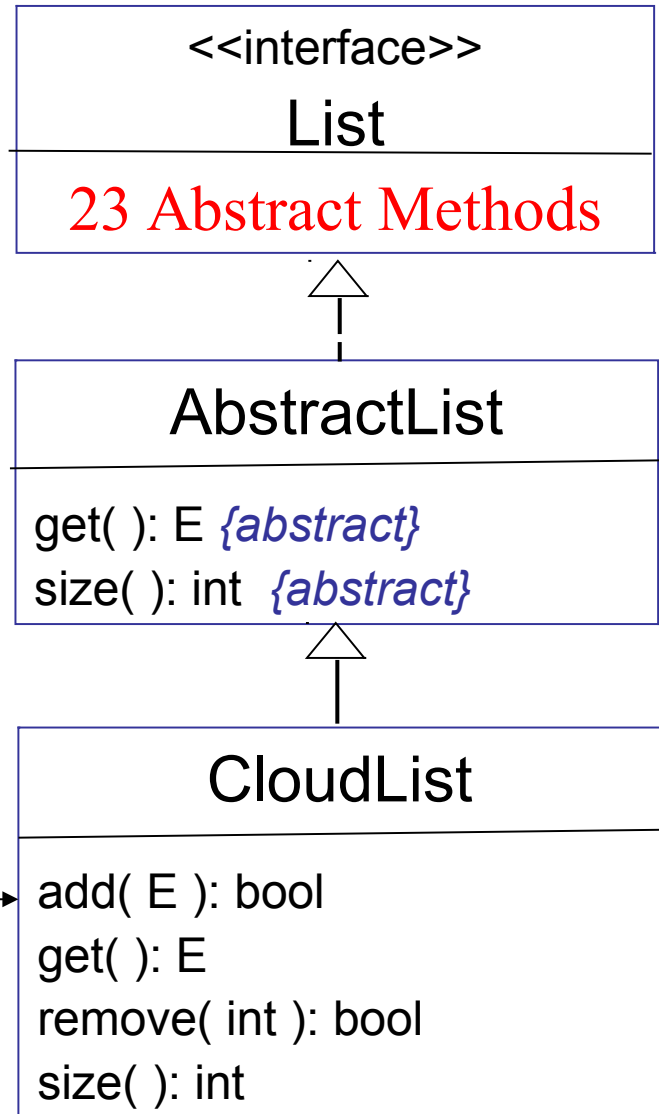 <<interface>>
List
23 Abstract Methods
AbstractList
get( ): E {abstract}
size( ): int {abstract}
CloudList
add( E ): bool
get( ): E
remove( int ): bool
size( ): int